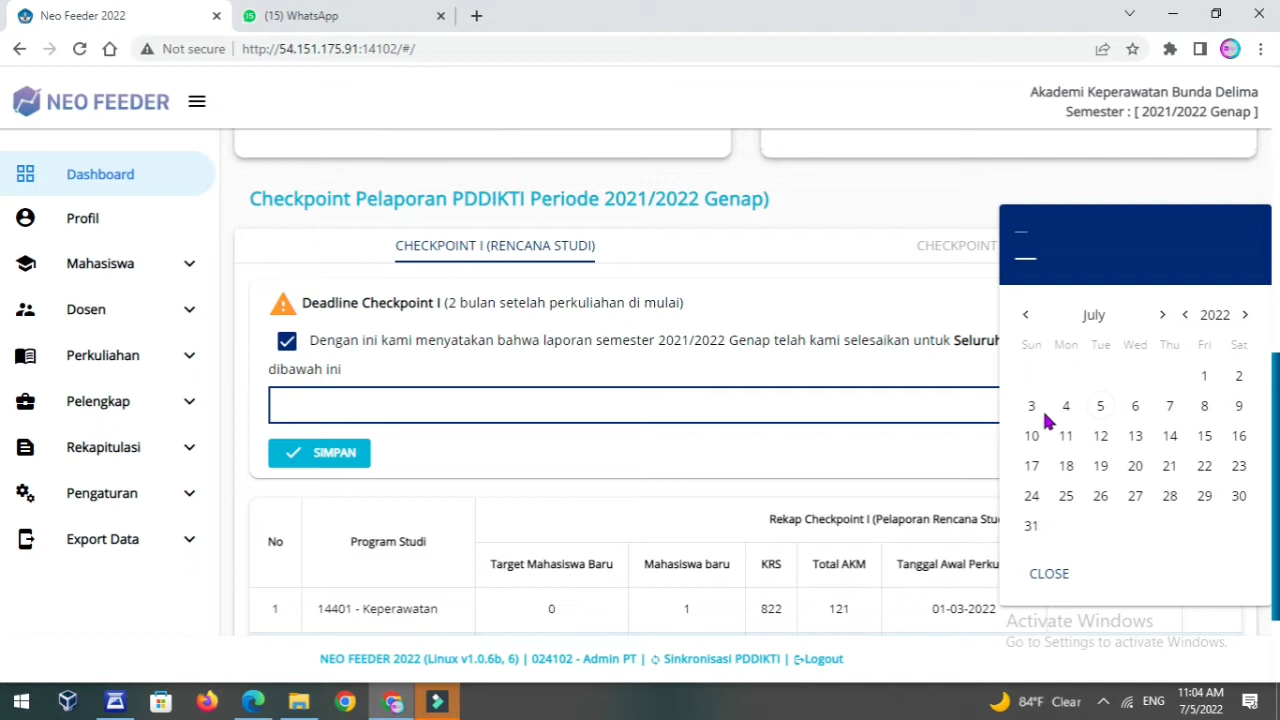 Neo Feeder 2022
(15) WhatsApp
Not secure
http://54.151.175.91:14102/#/
NEO FEEDER
Akademi Keperawatan Bunda Delima
Semester : [ 2021/2022 Genap ]
Dashboard
Profil
Mahasiswa
Dosen
Perkuliahan
Pelengkap
Rekapitulasi
Pengaturan
Export Data
Checkpoint Pelaporan PDDIKTI Periode 2021/2022 Genap)
CHECKPOINT I (RENCANA STUDI)
CHECKPOINT
Deadline Checkpoint I (2 bulan setelah perkuliahan di mulai)
Dengan ini kami menyatakan bahwa laporan semester 2021/2022 Genap telah kami selesaikan untuk Seluruh
dibawah ini
SIMPAN
Rekap Checkpoint I (Pelaporan Rencana Stu
No Program Studi
Target Mahasiswa Baru Mahasiswa baru KRS Total AKM Tanggal Awal Perku
1 14401 - Keperawatan 0 1 822 121 01-03-2022
July 2022
Sun Mon Tue Wed Thu Fri Sat
1 2
3 4 5 6 7 8 9
10 11 12 13 14 15 16
17 18 19 20 21 22 23
24 25 26 27 28 29 30
31
CLOSE
Activate Windows
Go to Settings to activate Windows.
NEO FEEDER 2022 (Linux v1.0.6b, 6) | 024102 - Admin PT | Sinkronisasi PDDIKTI | Logout
84°F Clear
ENG
11:04 AM
7/5/2022